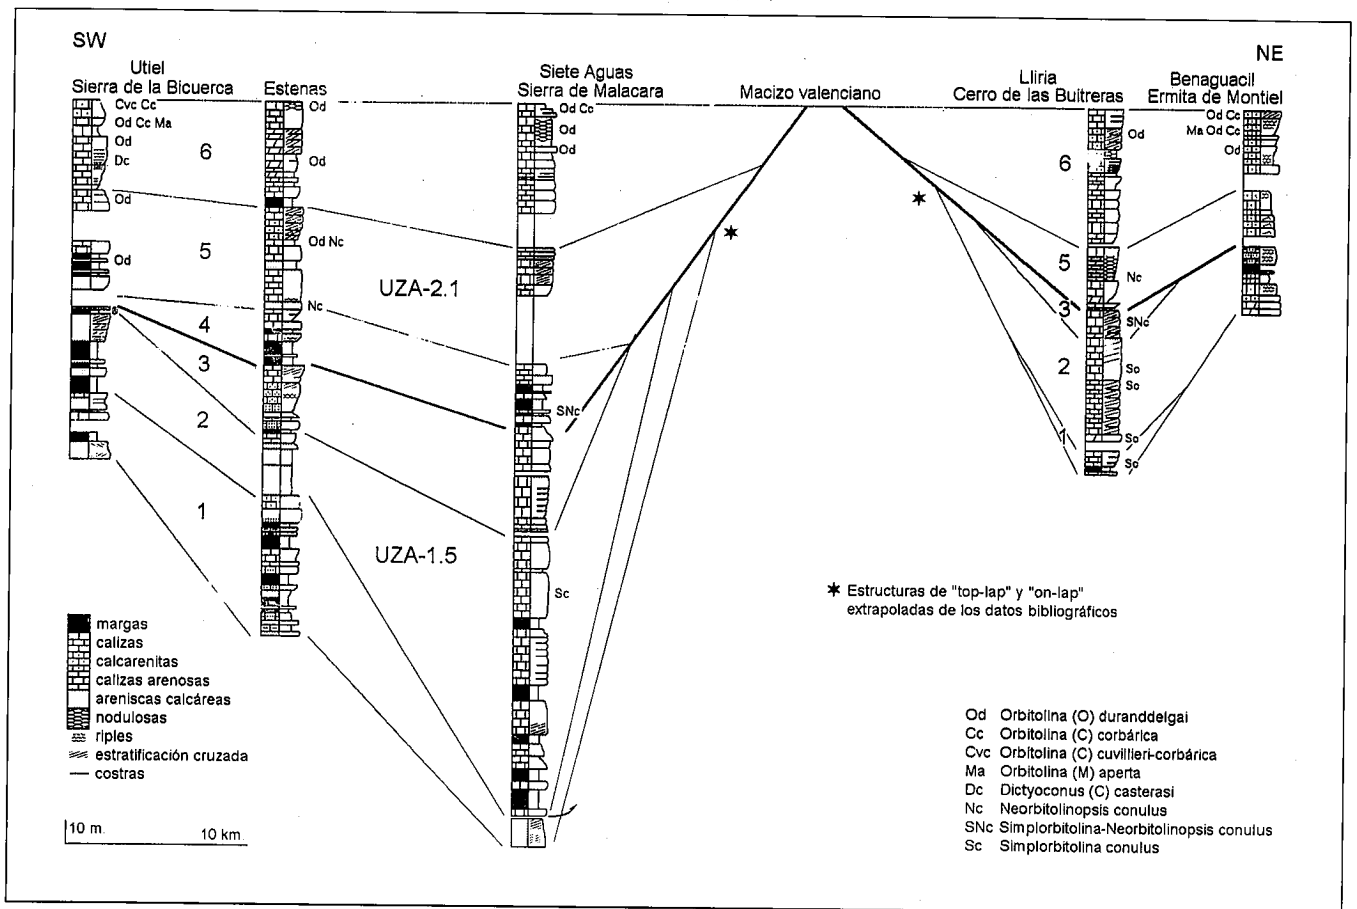 SW
NE
Utiel
Sierra de la Bicuerca
Estenas
Siete Aguas
Sierra de Malacara
Macizo valenciano
Lliria
Cerro de las Buitreras
Benaguacil
Ermita de Montiel
Cvc Cc
Od Cc Ma
Od
Dc
Od
Od
6
5
4
3
2
1
Od
Od
Od Nc
Nc
UZA-2.1
UZA-1.5
Od Cc
Od
Od
SNc
Sc
*
*
6
5
3
2
1
Od
Nc
SNc
So
So
So
So
Od Cc
Ma Od Cc
Od
margas
calizas
calcarenitas
calizas arenosas
areniscas calcáreas
nodulosas
riples
estratificación cruzada
costras
10 m.
10 km.
* Estructuras de "top-lap" y "on-lap"
extrapoladas de los datos bibliográficos
Od Orbitolina (O) duranddelgai
Cc Orbitolina (C) corbárica
Cvc Orbitolina (C) cuvillieri-corbárica
Ma Orbitolina (M) aperta
Dc Dictyoconus (C) casterasi
Nc Neorbitolinopsis conulus
SNc Simplorbitolina-Neorbitolinopsis conulus
Sc Simplorbitolina conulus